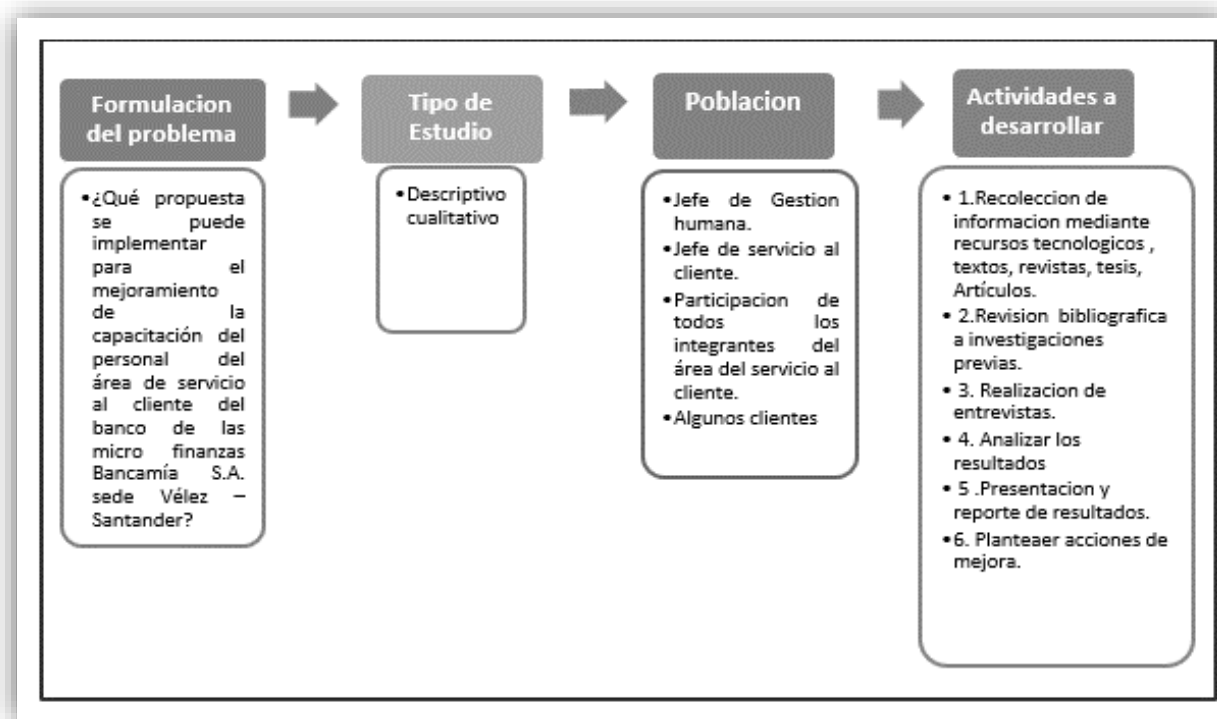 Formulacion
del problema
•¿Qué propuesta
se puede
implementar
para el
mejoramiento
de la
capacitación del
personal del
área de servicio
al cliente del
banco de las
micro finanzas
Bancamía S.A.
sede Vélez –
Santander?
Tipo de
Estudio
•Descriptivo
cualitativo
Poblacion
•Jefe de Gestion
humana.
•Jefe de servicio al
cliente.
•Participacion de
todos los
integrantes del
área del servicio al
cliente.
•Algunos clientes
Actividades a
desarrollar
• 1.Recoleccion de
informacion mediante
recursos tecnologicos ,
textos, revistas, tesis,
Artículos.
• 2.Revision bibliografica
a investigaciones
previas.
• 3. Realizacion de
entrevistas.
• 4. Analizar los
resultados
• 5 .Presentacion y
reporte de resultados.
•6. Planteaer acciones de
mejora.